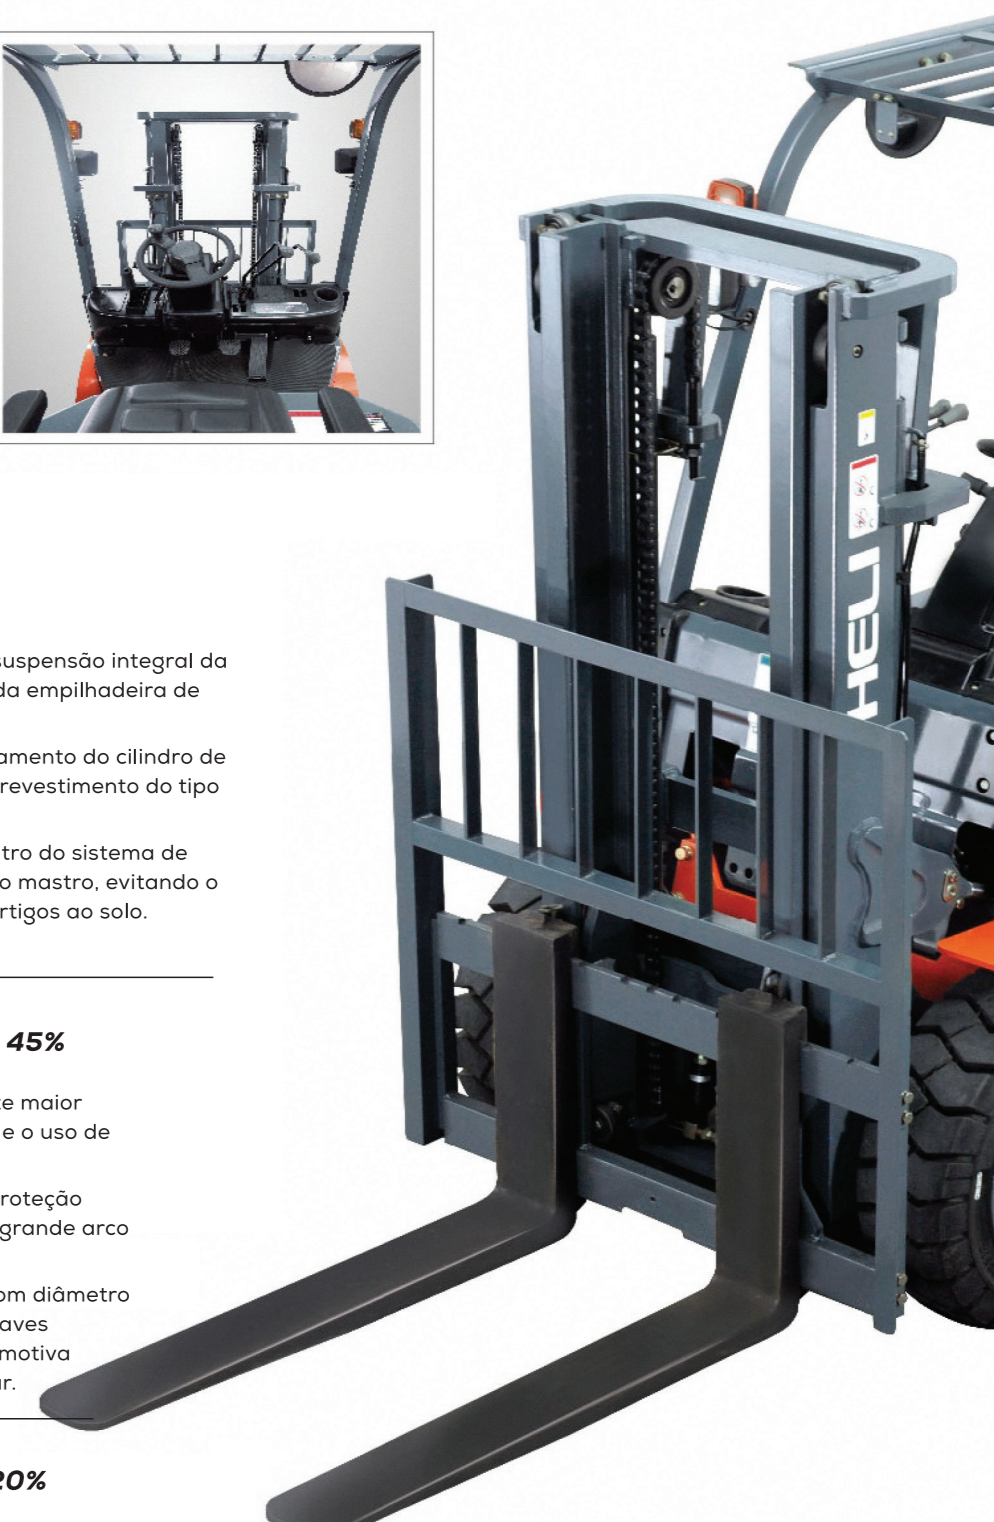 suspensão integral da
da empilhadeira de
amento do cilindro de
revestimento do tipo
tro do sistema de
o mastro, evitando o
rtigos ao solo.
45%
te maior
e o uso de
roteção
grande arco
om diâmetro
aves
motiva
r.
20%
HELI